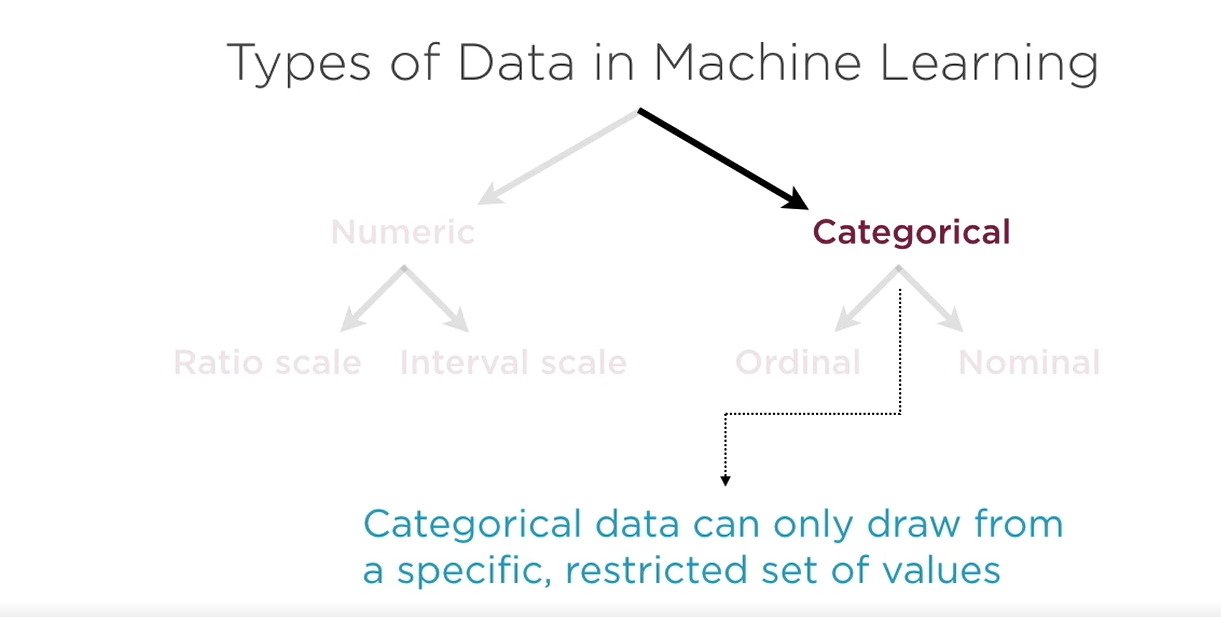 Types of Data in Machine Learning
Numeric
Categorical
Ratio scale
Interval scale
Ordinal
Nominal
Categorical data can only draw from
a specific, restricted set of values